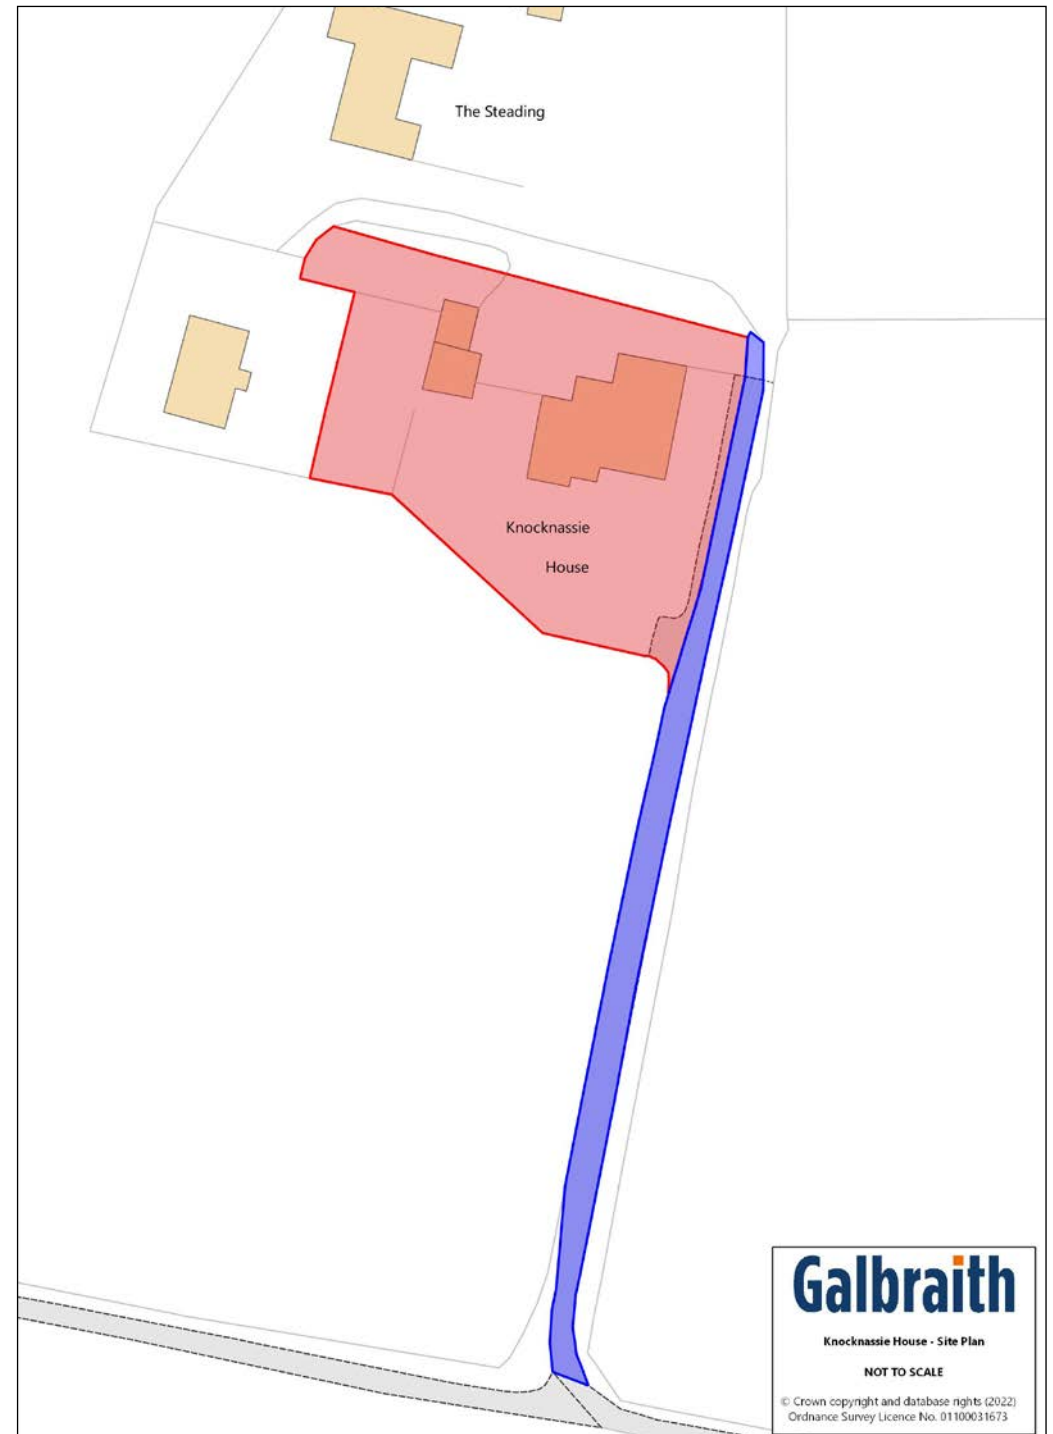 The Steading
Knocknassie
House
Galbraith
Knocknassie House - Site Plan
NOT TO SCALE
© Crown copyright and database rights (2022)
Ordnance Survey Licence No. 01100031673